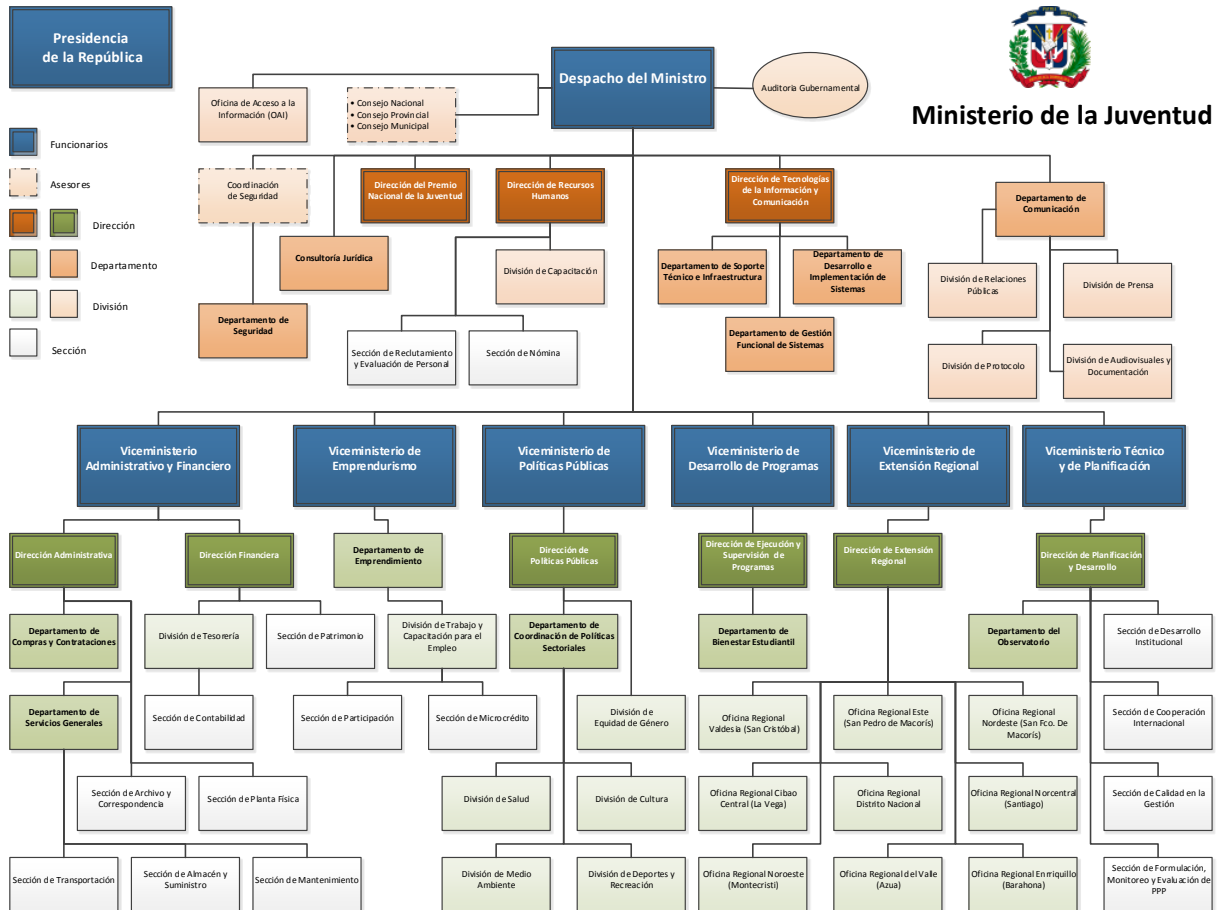 Presidencia
de la República
Despacho del Ministro
Auditoria Gubernamental
Ministerio de la Juventud
Oficina de Acceso a la
Información (OAI)
• Consejo Nacional
• Consejo Provincial
• Consejo Municipal
Funcionarios
Asesores
Dirección
Departamento
División
Sección
Coordinación
de Seguridad
Dirección del Premio
Nacional de la Juventud
Dirección de Recursos
Humanos
Dirección de Tecnologías
de la Información y
Comunicación
Departamento de
Comunicación
Consultoría Jurídica
División de Capacitación
Departamento de Soporte
Técnico e Infraestructura
Departamento de
Desarrollo e
Implementación de
Sistemas
División de Relaciones
Públicas
División de Prensa
Departamento de
Seguridad
Sección de Reclutamiento
y Evaluación de Personal
Sección de Nómina
Departamento de Gestión
Funcional de Sistemas
División de Protocolo
División de Audiovisuales y
Documentación
Viceministerio
Administrativo y Financiero
Viceministerio de
Emprendurismo
Viceministerio de
Políticas Públicas
Viceministerio de
Desarrollo de Programas
Viceministerio de
Extensión Regional
Viceministerio Técnico
y de Planificación
Dirección Administrativa
Dirección Financiera
Departamento de
Emprendimiento
Dirección de
Políticas Públicas
Dirección de Ejecución y
Supervisión de
Programas
Dirección de Extensión
Regional
Dirección de Planificación
y Desarrollo
Departamento de
Compras y Contrataciones
División de Tesorería
Sección de Patrimonio
División de Trabajo y
Capacitación para el
Empleo
Departamento de
Coordinación de Políticas
Sectoriales
Departamento de
Bienestar Estudiantil
Departamento del
Observatorio
Sección de Desarrollo
Institucional
Departamento de
Servicios Generales
Sección de Contabilidad
Sección de Participación
Sección de Microcrédito
División de
Equidad de Género
Oficina Regional
Valdesia (San Cristóbal)
Oficina Regional Este
(San Pedro de Macorís)
Oficina Regional
Nordeste (San Fco. De
Macorís)
Sección de Cooperación
Internacional
Sección de Archivo y
Correspondencia
Sección de Planta Física
División de Salud
División de Cultura
Oficina Regional Cibao
Central (La Vega)
Oficina Regional
Distrito Nacional
Oficina Regional Norcentral
(Santiago)
Sección de Calidad en la
Gestión
Sección de Transportación
Sección de Almacén y
Suministro
Sección de Mantenimiento
División de Medio
Ambiente
División de Deportes y
Recreación
Oficina Regional Noroeste
(Montecristi)
Oficina Regional del Valle
(Azua)
Oficina Regional Enrriquillo
(Barahona)
Sección de Formulación,
Monitoreo y Evaluación de
PPP